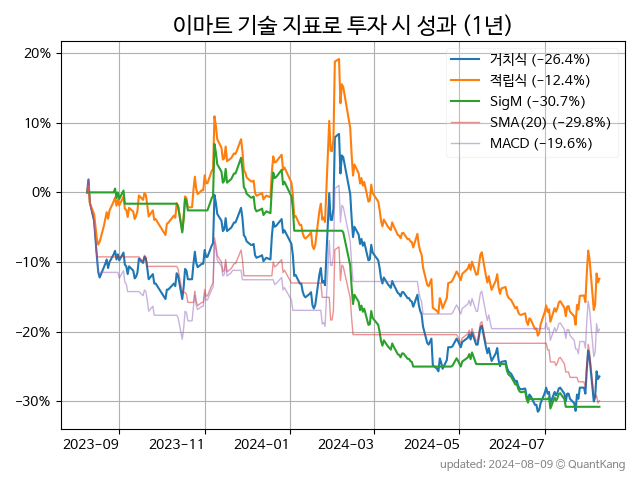 이마트 기술 지표로 투자 시 성과 (1년)
거치식 (−26.4%)
적립식 (−12.4%)
SigM (−30.7%)
SMA(20) (−29.8%)
MACD (−19.6%)
20%
10%
0%
−10%
−20%
−30%
2023-09 2023-11 2024-01 2024-03 2024-05 2024-07
updated: 2024-08-09 © QuantKang